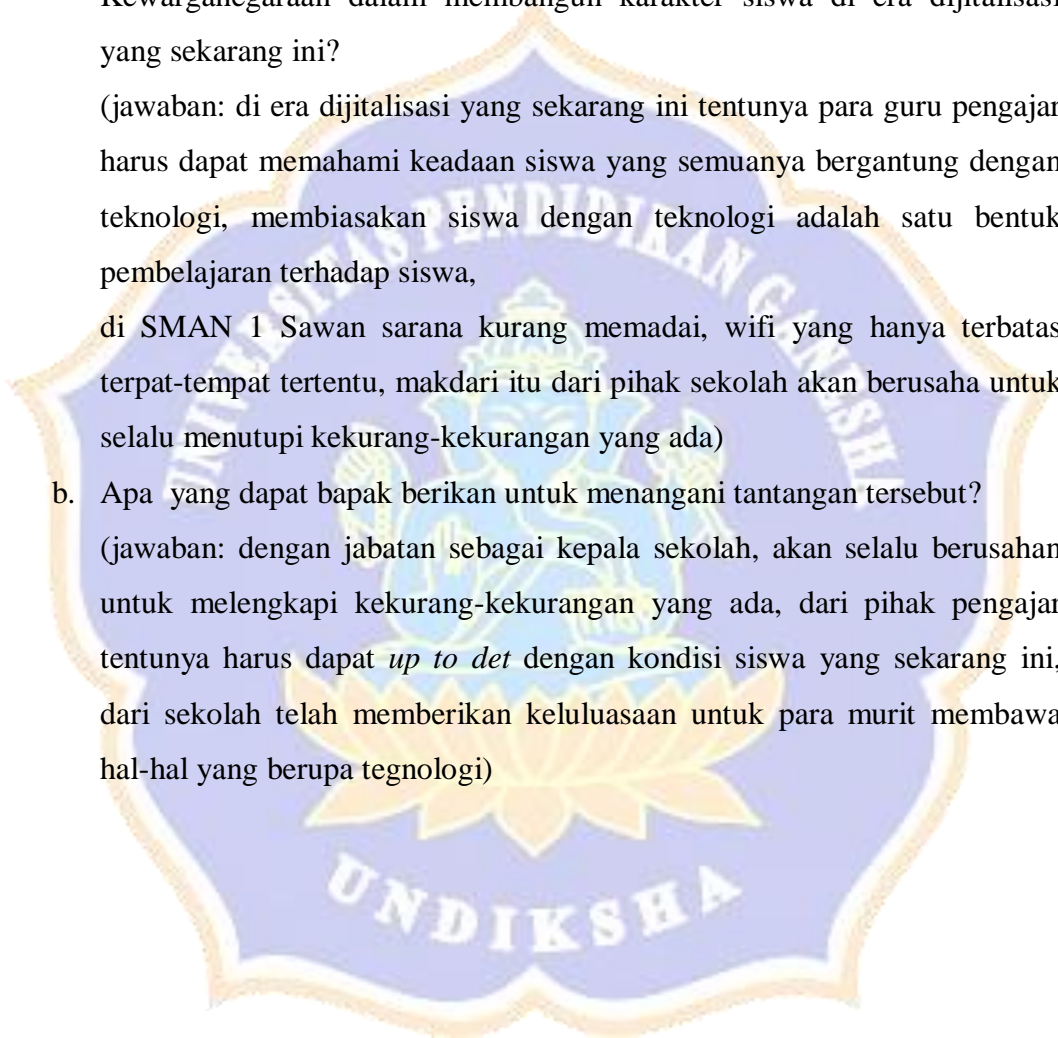 Kewarganegaraan dalam membangun karakter siswa di era dijitalisasi
yang sekarang ini?
(jawaban: di era dijitalisasi yang sekarang ini tentunya para guru pengajar
harus dapat memahami keadaan siswa yang semuanya bergantung dengan
teknologi, membiasakan siswa dengan teknologi adalah satu bentuk
pembelajaran terhadap siswa,
di SMAN 1 Sawan sarana kurang memadai, wifi yang hanya terbatas
terpat-tempat tertentu, makdari itu dari pihak sekolah akan berusaha untuk
selalu menutupi kekurang-kekurangan yang ada)
b. Apa yang dapat bapak berikan untuk menangani tantangan tersebut?
(jawaban: dengan jabatan sebagai kepala sekolah, akan selalu berusahan
untuk melengkapi kekurang-kekurangan yang ada, dari pihak pengajar
tentunya harus dapat up to det dengan kondisi siswa yang sekarang ini,
dari sekolah telah memberikan keluluasaan untuk para murit membawa
hal-hal yang berupa tegnologi)
UNIVERSITAS PENDIDIKAN GANESHA
UNDIKSHA